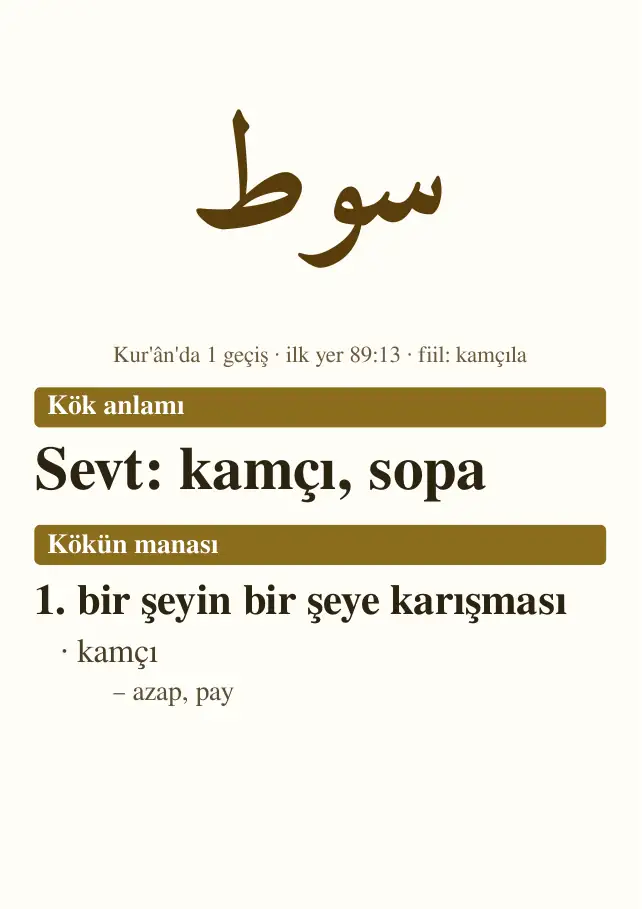 سوط
Kur'ân'da 1 geçiş · ilk yer 89:13 · fiil: kamçıla
Kök anlamı
Sevt: kamçı, sopa
Kökün manası
1. bir şeyin bir şeye karışması
· kamçı
– azap, pay